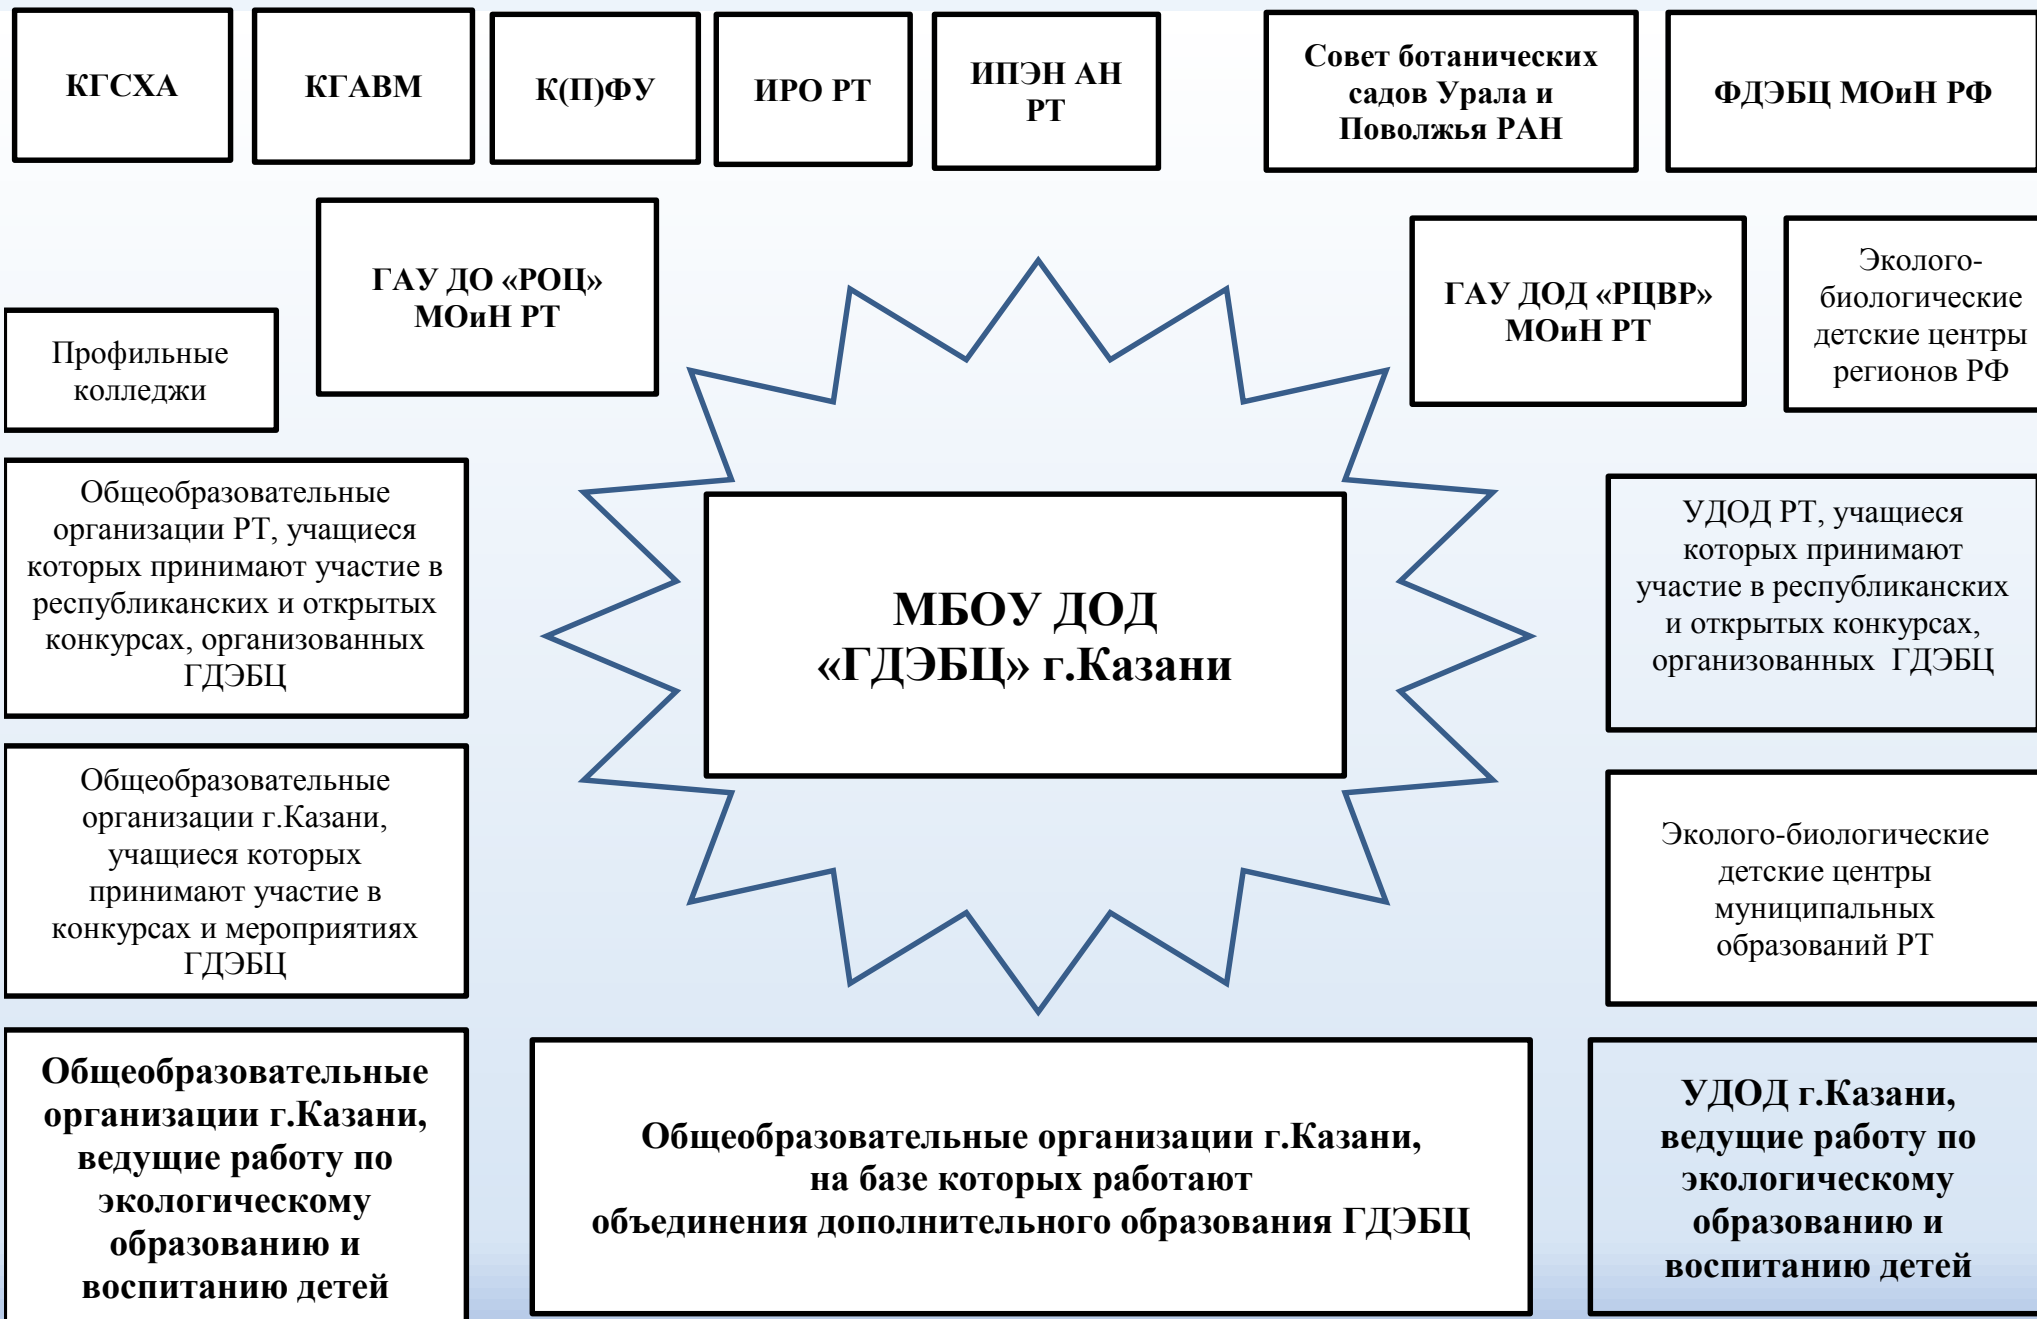 КГСХА
КГАВМ
К(П)ФУ
ИРО РТ
ИПЭН АН
РТ
Совет ботанических
садов Урала и
Поволжья РАН
ФДЭБЦ МОиН РФ
ГАУ ДО «РОЦ»
МОиН РТ
ГАУ ДОД «РЦВР»
МОиН РТ
Эколого-
биологические
детские центры
регионов РФ
Профильные
колледжи
Общеобразовательные
организации РТ, учащиеся
которых принимают участие в
республиканских и открытых
конкурсах, организованных
ГДЭБЦ
МБОУ ДОД
«ГДЭБЦ» г.Казани
УДОД РТ, учащиеся
которых принимают
участие в республиканских
и открытых конкурсах,
организованных ГДЭБЦ
Общеобразовательные
организации г.Казани,
учащиеся которых
принимают участие в
конкурсах и мероприятиях
ГДЭБЦ
Эколого-биологические
детские центры
муниципальных
образований РТ
Общеобразовательные
организации г.Казани,
ведущие работу по
экологическому
образованию и
воспитанию детей
Общеобразовательные организации г.Казани,
на базе которых работают
объединения дополнительного образования ГДЭБЦ
УДОД г.Казани,
ведущие работу по
экологическому
образованию и
воспитанию детей